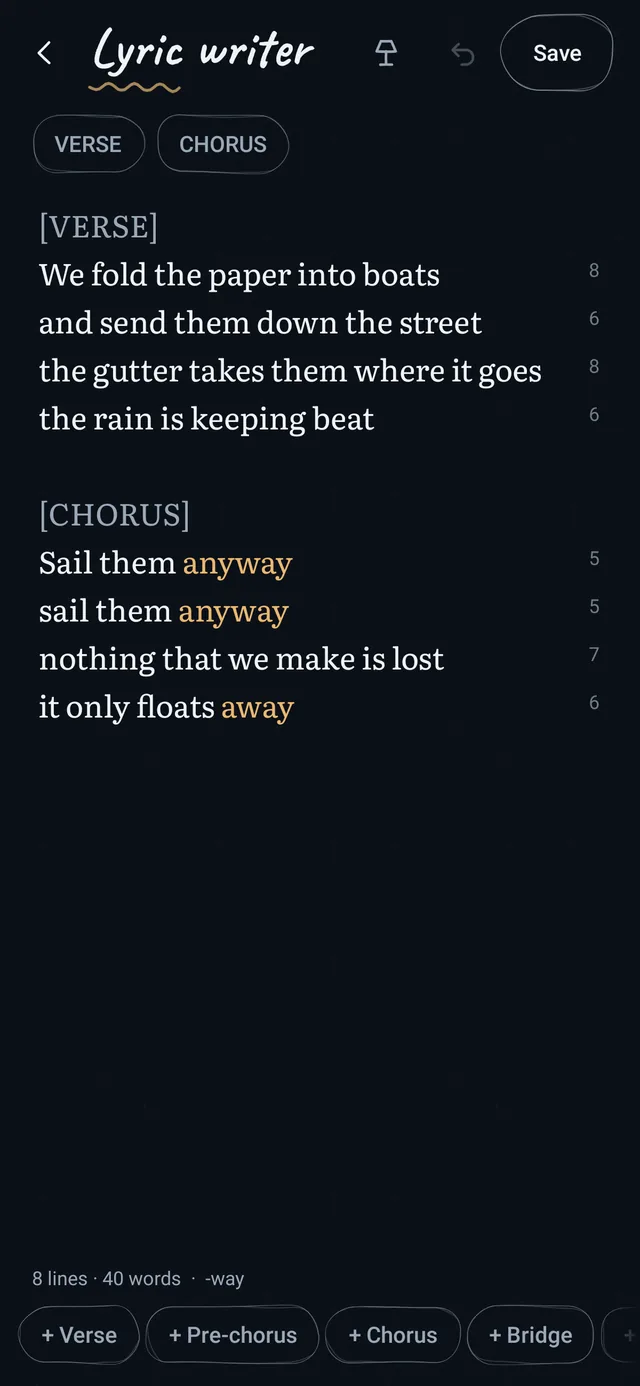 Lyric writer
Save
VERSE CHORUS
[VERSE]
We fold the paper into boats 8
and send them down the street 6
the gutter takes them where it goes 8
the rain is keeping beat 6
[CHORUS]
Sail them anyway 5
sail them anyway 5
nothing that we make is lost 7
it only floats away 6
8 lines · 40 words · -way
+ Verse + Pre-chorus + Chorus + Bridge +